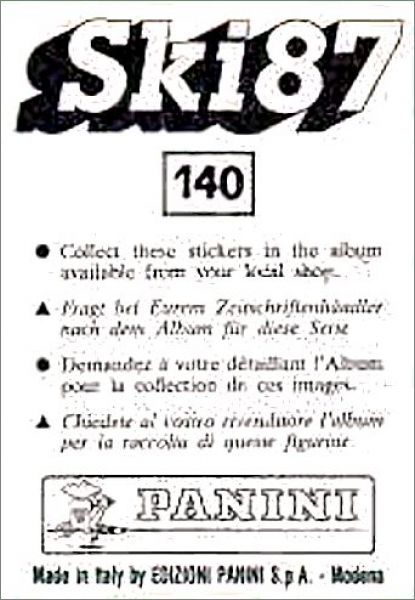 Ski87
140
● Collect these stickers in the album
available from your local shop.
▲ Fragt bei Eurem Zeitschriftenhändler
nach dem Album für diese Serie
● Demandez à votre détaillant l'Album
pour la collection de ces images.
▲ Chiedete al vostro rivenditore l'album
per la raccolta di queste figurine.
PANINI
Made in Italy by EDIZIONI PANINI S.p.A. - Modena